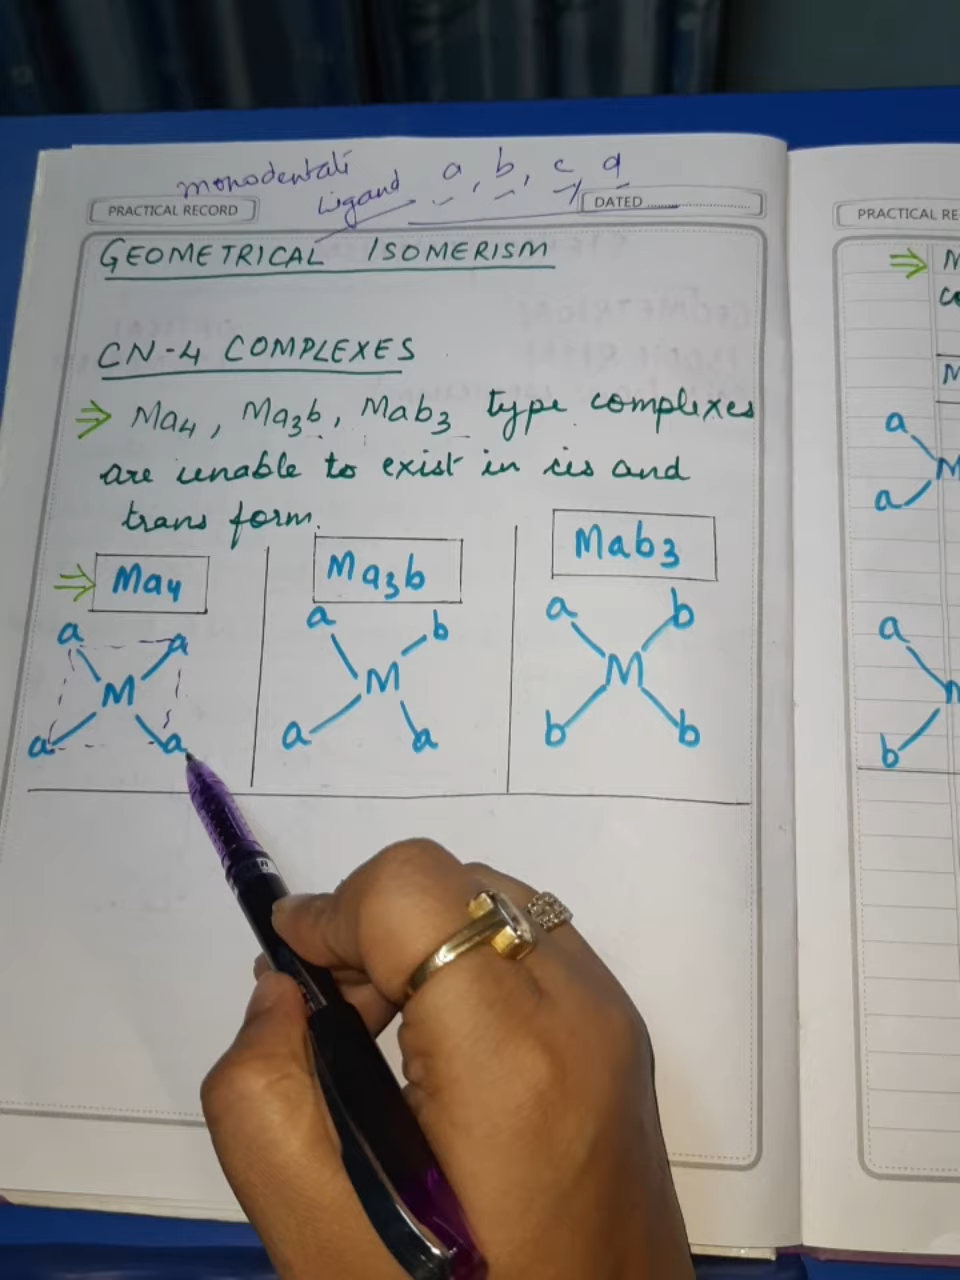 monodentate
ligand a, b, c, d
PRACTICAL RECORD
DATED
GEOMETRICAL ISOMERISM
CN-4 COMPLEXES
⇒ Ma₄, Ma₃b, Mab₃ type complexes
are unable to exist in cis and
trans form.
⇒ Ma₄
a a
M
a a
Ma₃b
a b
M
a a
Mab₃
a b
M
b b
PRACTICAL RE
⇒ M
co
M
a
M
a
a
M
b